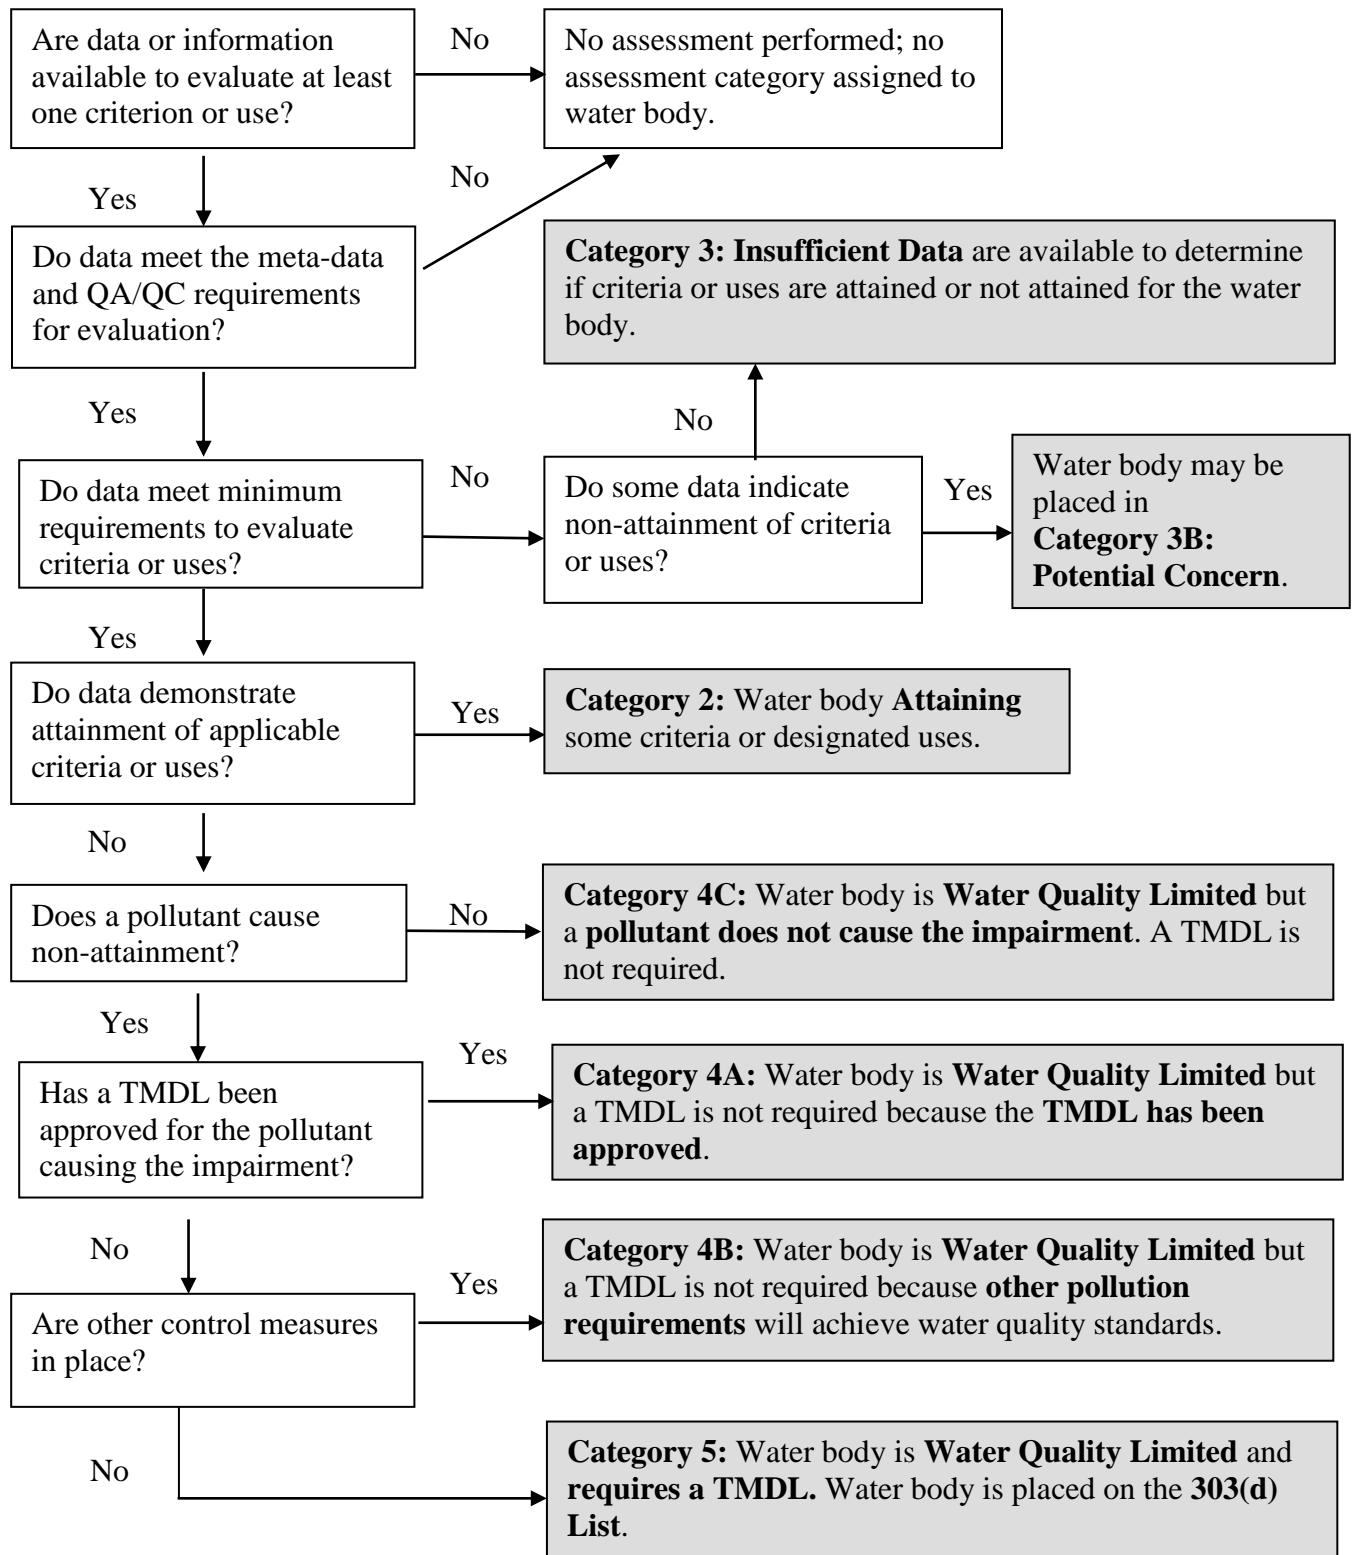 Are data or information
available to evaluate at least
one criterion or use?
No
No assessment performed; no
assessment category assigned to
water body.
Yes
No
Do data meet the meta-data
and QA/QC requirements
for evaluation?
Category 3: Insufficient Data are available to determine
if criteria or uses are attained or not attained for the water
body.
Yes
No
Do data meet minimum
requirements to evaluate
criteria or uses?
No
Do some data indicate
non-attainment of criteria
or uses?
Yes
Water body may be
placed in
Category 3B:
Potential Concern.
Yes
Do data demonstrate
attainment of applicable
criteria or uses?
Yes
Category 2: Water body Attaining
some criteria or designated uses.
No
Does a pollutant cause
non-attainment?
No
Category 4C: Water body is Water Quality Limited but
a pollutant does not cause the impairment. A TMDL is
not required.
Yes
Has a TMDL been
approved for the pollutant
causing the impairment?
Yes
Category 4A: Water body is Water Quality Limited but
a TMDL is not required because the TMDL has been
approved.
No
Are other control measures
in place?
Yes
Category 4B: Water body is Water Quality Limited but
a TMDL is not required because other pollution
requirements will achieve water quality standards.
No
Category 5: Water body is Water Quality Limited and
requires a TMDL. Water body is placed on the 303(d)
List.